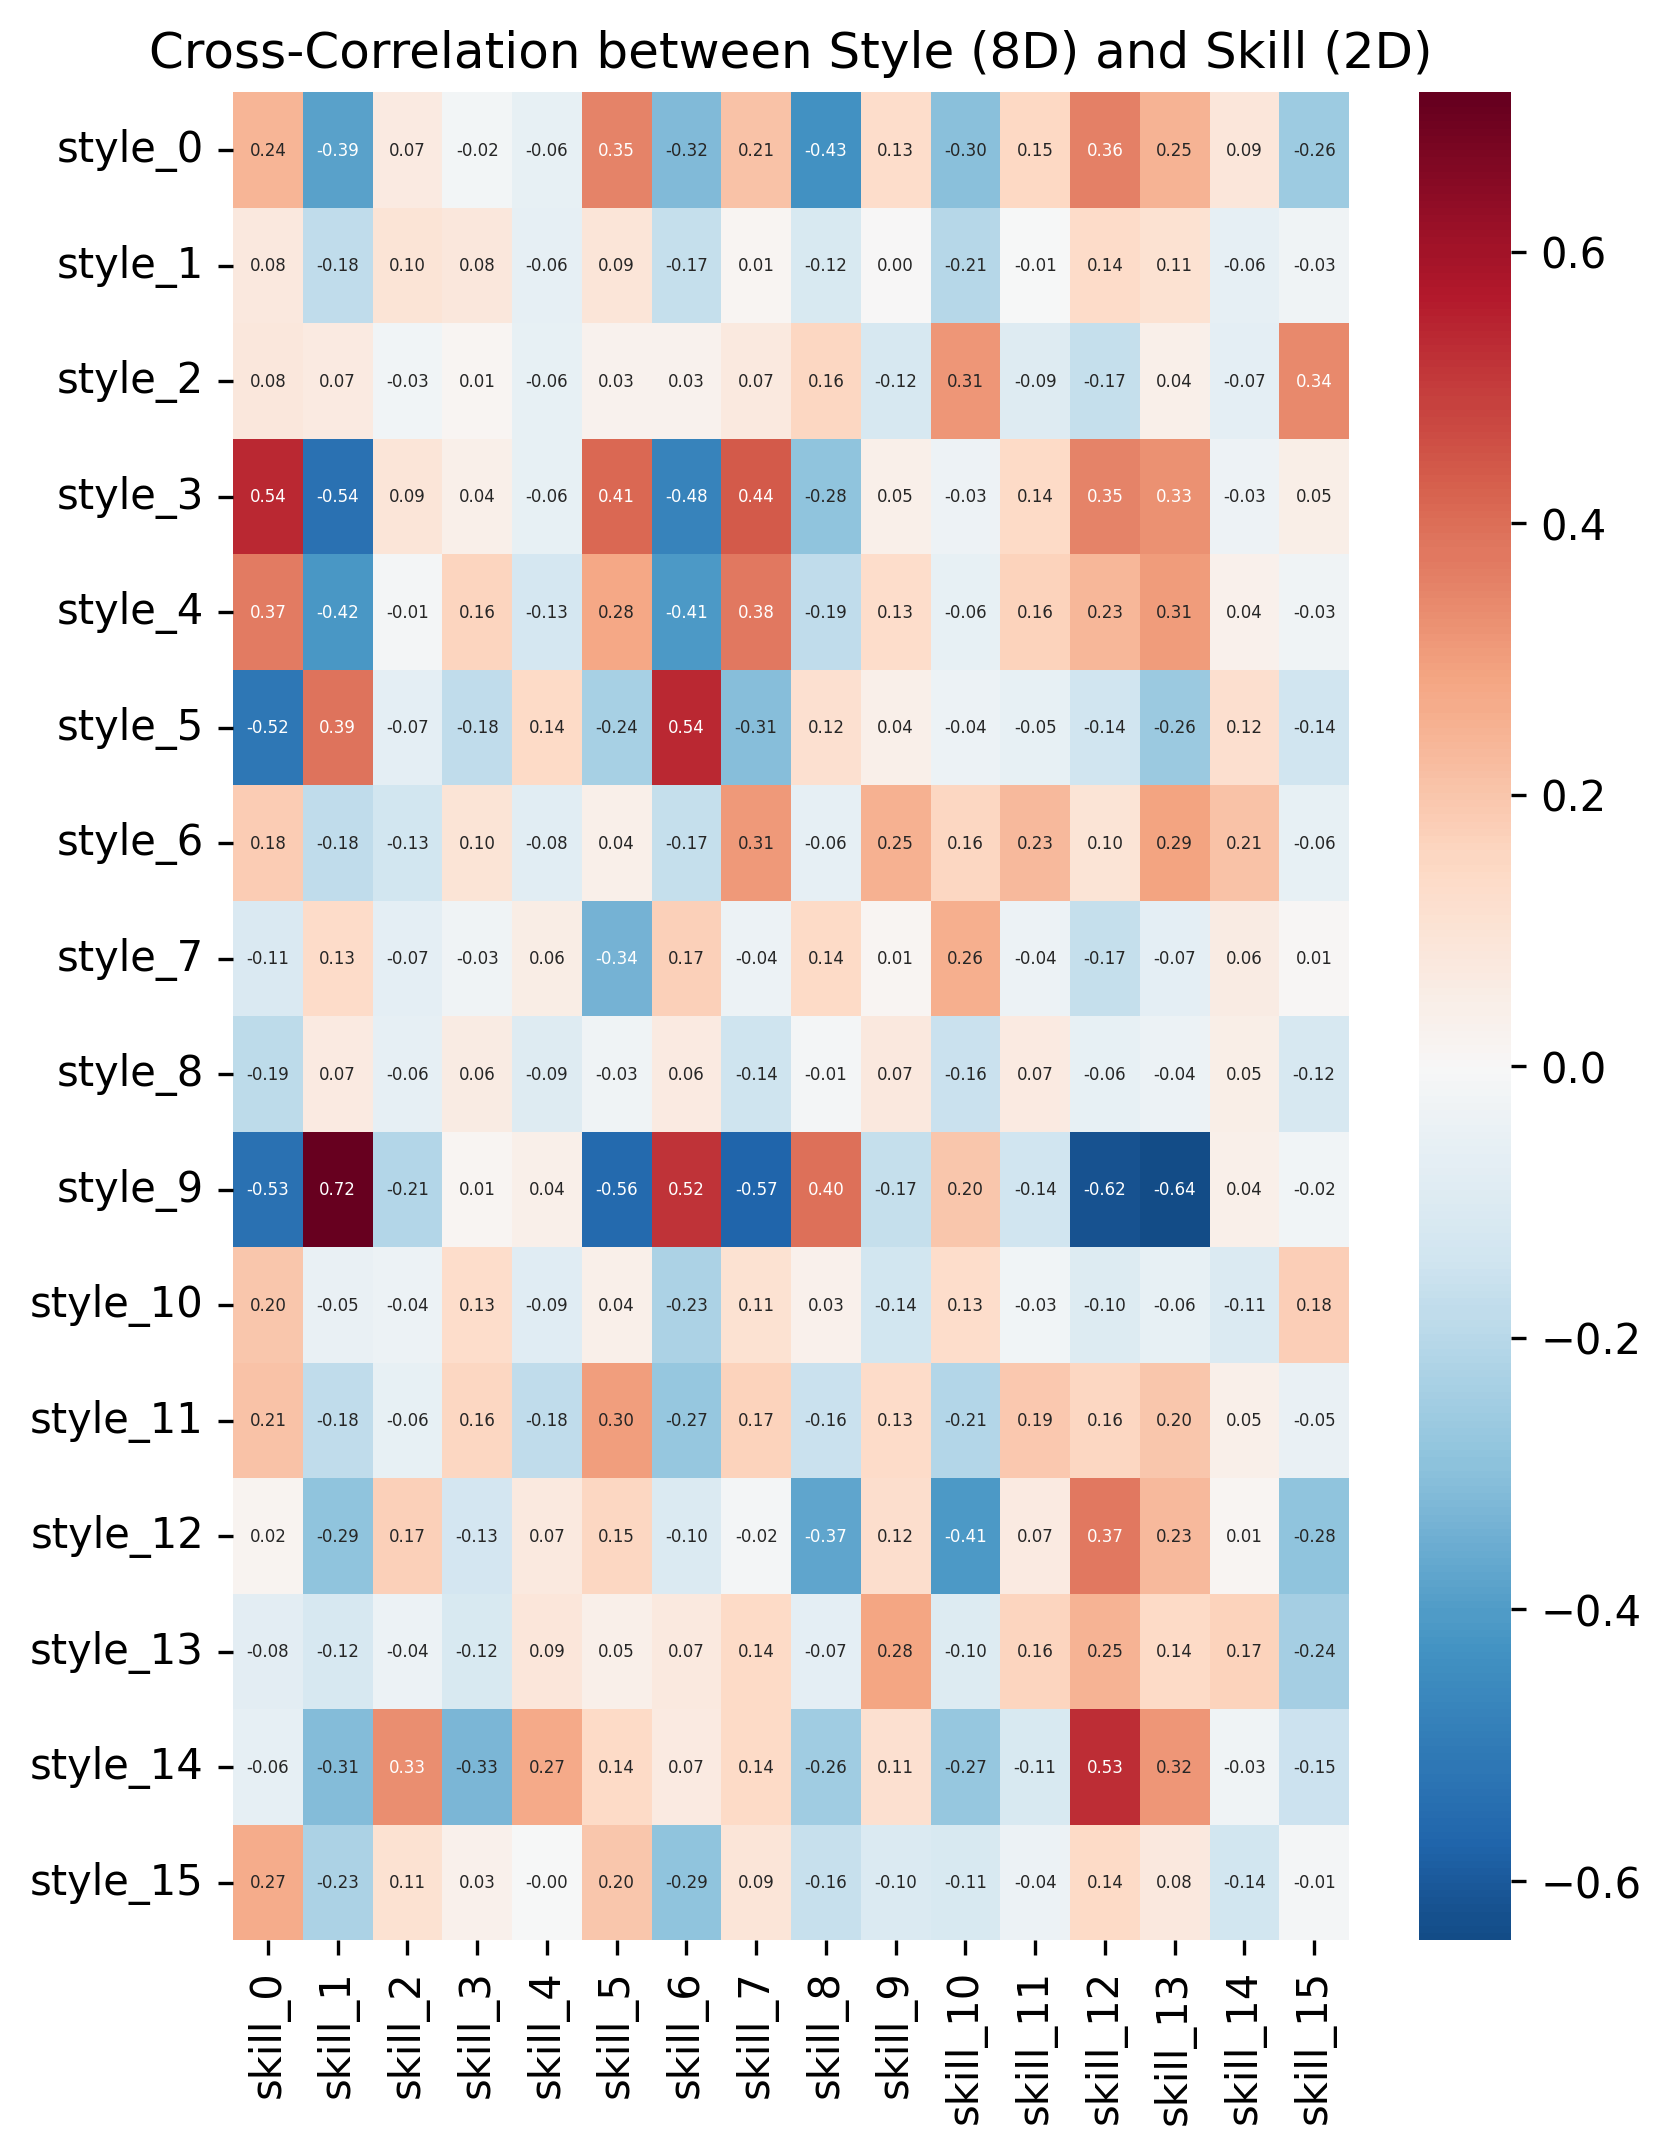 Cross-Correlation between Style (8D) and Skill (2D)
style_0 0.24 -0.39 0.07 -0.02 -0.06 0.35 -0.32 0.21 -0.43 0.13 -0.30 0.15 0.36 0.25 0.09 -0.26
style_1 0.08 -0.18 0.10 0.08 -0.06 0.09 -0.17 0.01 -0.12 0.00 -0.21 -0.01 0.14 0.11 -0.06 -0.03
style_2 0.08 0.07 -0.03 0.01 -0.06 0.03 0.03 0.07 0.16 -0.12 0.31 -0.09 -0.17 0.04 -0.07 0.34
style_3 0.54 -0.54 0.09 0.04 -0.06 0.41 -0.48 0.44 -0.28 0.05 -0.03 0.14 0.35 0.33 -0.03 0.05
style_4 0.37 -0.42 -0.01 0.16 -0.13 0.28 -0.41 0.38 -0.19 0.13 -0.06 0.16 0.23 0.31 0.04 -0.03
style_5 -0.52 0.39 -0.07 -0.18 0.14 -0.24 0.54 -0.31 0.12 0.04 -0.04 -0.05 -0.14 -0.26 0.12 -0.14
style_6 0.18 -0.18 -0.13 0.10 -0.08 0.04 -0.17 0.31 -0.06 0.25 0.16 0.23 0.10 0.29 0.21 -0.06
style_7 -0.11 0.13 -0.07 -0.03 0.06 -0.34 0.17 -0.04 0.14 0.01 0.26 -0.04 -0.17 -0.07 0.06 0.01
style_8 -0.19 0.07 -0.06 0.06 -0.09 -0.03 0.06 -0.14 -0.01 0.07 -0.16 0.07 -0.06 -0.04 0.05 -0.12
style_9 -0.53 0.72 -0.21 0.01 0.04 -0.56 0.52 -0.57 0.40 -0.17 0.20 -0.14 -0.62 -0.64 0.04 -0.02
style_10 0.20 -0.05 -0.04 0.13 -0.09 0.04 -0.23 0.11 0.03 -0.14 0.13 -0.03 -0.10 -0.06 -0.11 0.18
style_11 0.21 -0.18 -0.06 0.16 -0.18 0.30 -0.27 0.17 -0.16 0.13 -0.21 0.19 0.16 0.20 0.05 -0.05
style_12 0.02 -0.29 0.17 -0.13 0.07 0.15 -0.10 -0.02 -0.37 0.12 -0.41 0.07 0.37 0.23 0.01 -0.28
style_13 -0.08 -0.12 -0.04 -0.12 0.09 0.05 0.07 0.14 -0.07 0.28 -0.10 0.16 0.25 0.14 0.17 -0.24
style_14 -0.06 -0.31 0.33 -0.33 0.27 0.14 0.07 0.14 -0.26 0.11 -0.27 -0.11 0.53 0.32 -0.03 -0.15
style_15 0.27 -0.23 0.11 0.03 -0.00 0.20 -0.29 0.09 -0.16 -0.10 -0.11 -0.04 0.14 0.08 -0.14 -0.01
skill_0 skill_1 skill_2 skill_3 skill_4 skill_5 skill_6 skill_7 skill_8 skill_9 skill_10 skill_11 skill_12 skill_13 skill_14 skill_15
0.6
0.4
0.2
0.0
−0.2
−0.4
−0.6